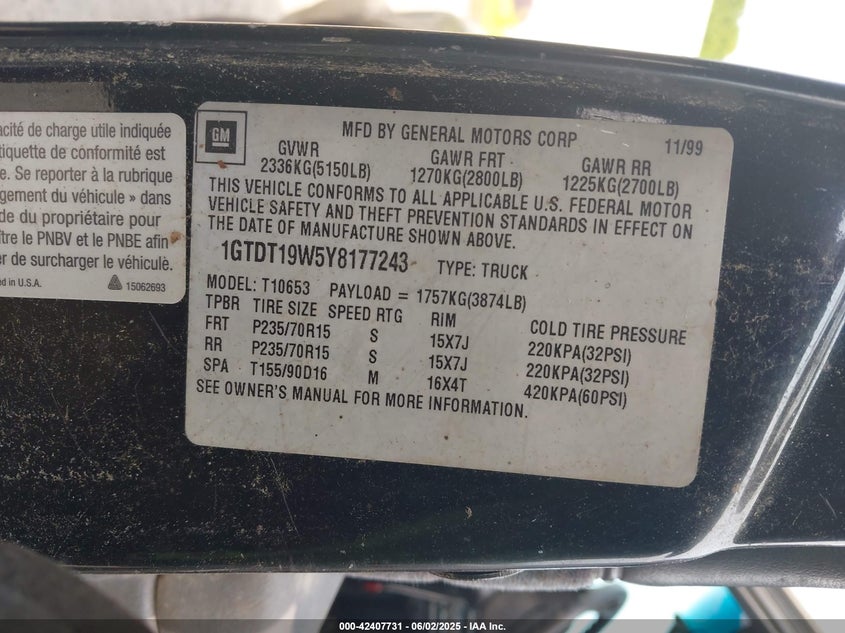 acité de charge utile indiquée
tiquette de conformité est
e. Se reporter à la rubrique
rgement du véhicule » dans
de du propriétaire pour
ître le PNBV et le PNBE afin
er de surcharger le véhicule.
ed in U.S.A.
15062693
GM
MFD BY GENERAL MOTORS CORP 11/99
GVWR GAWR FRT GAWR RR
2336KG(5150LB) 1270KG(2800LB) 1225KG(2700LB)
THIS VEHICLE CONFORMS TO ALL APPLICABLE U.S. FEDERAL MOTOR
VEHICLE SAFETY AND THEFT PREVENTION STANDARDS IN EFFECT ON
THE DATE OF MANUFACTURE SHOWN ABOVE.
1GTDT19W5Y8177243 TYPE: TRUCK
MODEL: T10653 PAYLOAD = 1757KG(3874LB)
TPBR TIRE SIZE SPEED RTG RIM COLD TIRE PRESSURE
FRT P235/70R15 S 15X7J 220KPA(32PSI)
RR P235/70R15 S 15X7J 220KPA(32PSI)
SPA T155/90D16 M 16X4T 420KPA(60PSI)
SEE OWNER'S MANUAL FOR MORE INFORMATION.
000-42407731 - 06/02/2025 - IAA Inc.